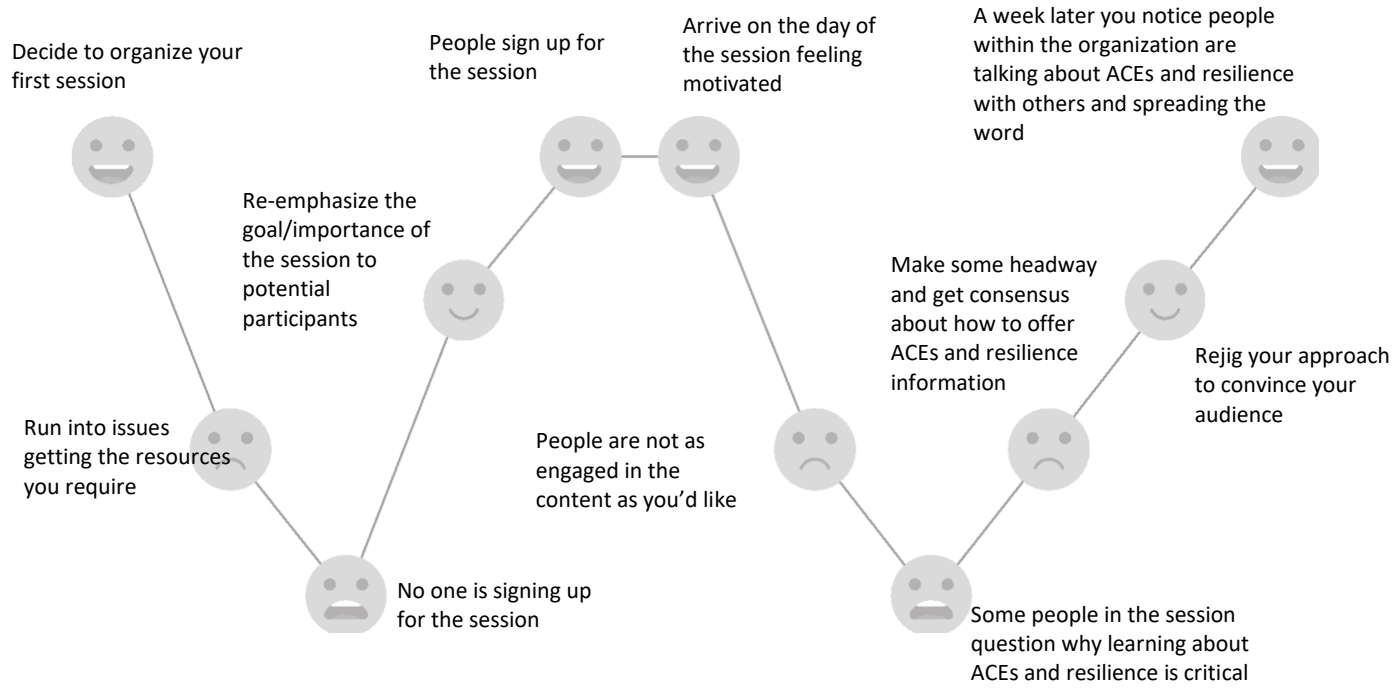 Decide to organize your
first session
Run into issues
getting the resources
you require
No one is signing up
for the session
Re-emphasize the
goal/importance of
the session to
potential
participants
People sign up for
the session
Arrive on the day of
the session feeling
motivated
People are not as
engaged in the
content as you’d like
Some people in the session
question why learning about
ACEs and resilience is critical
Make some headway
and get consensus
about how to offer
ACEs and resilience
information
Rejig your approach
to convince your
audience
A week later you notice people
within the organization are
talking about ACEs and resilience
with others and spreading the
word